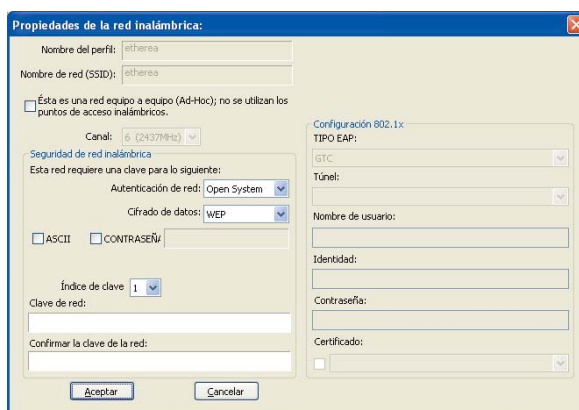 Propiedades de la red inalámbrica:
Nombre del perfil: etherea
Nombre de red (SSID): etherea
Ésta es una red equipo a equipo (Ad-Hoc); no se utilizan los
puntos de acceso inalámbricos.
Canal: 6 (2437MHz)
Seguridad de red inalámbrica
Esta red requiere una clave para lo siguiente:
Autenticación de red: Open System
Cifrado de datos: WEP
ASCII CONTRASEÑA
Índice de clave 1
Clave de red:
Confirmar la clave de la red:
Aceptar Cancelar
Configuración 802.1x
TIPO EAP:
GTC
Túnel:
Nombre de usuario:
Identidad:
Contraseña:
Certificado: